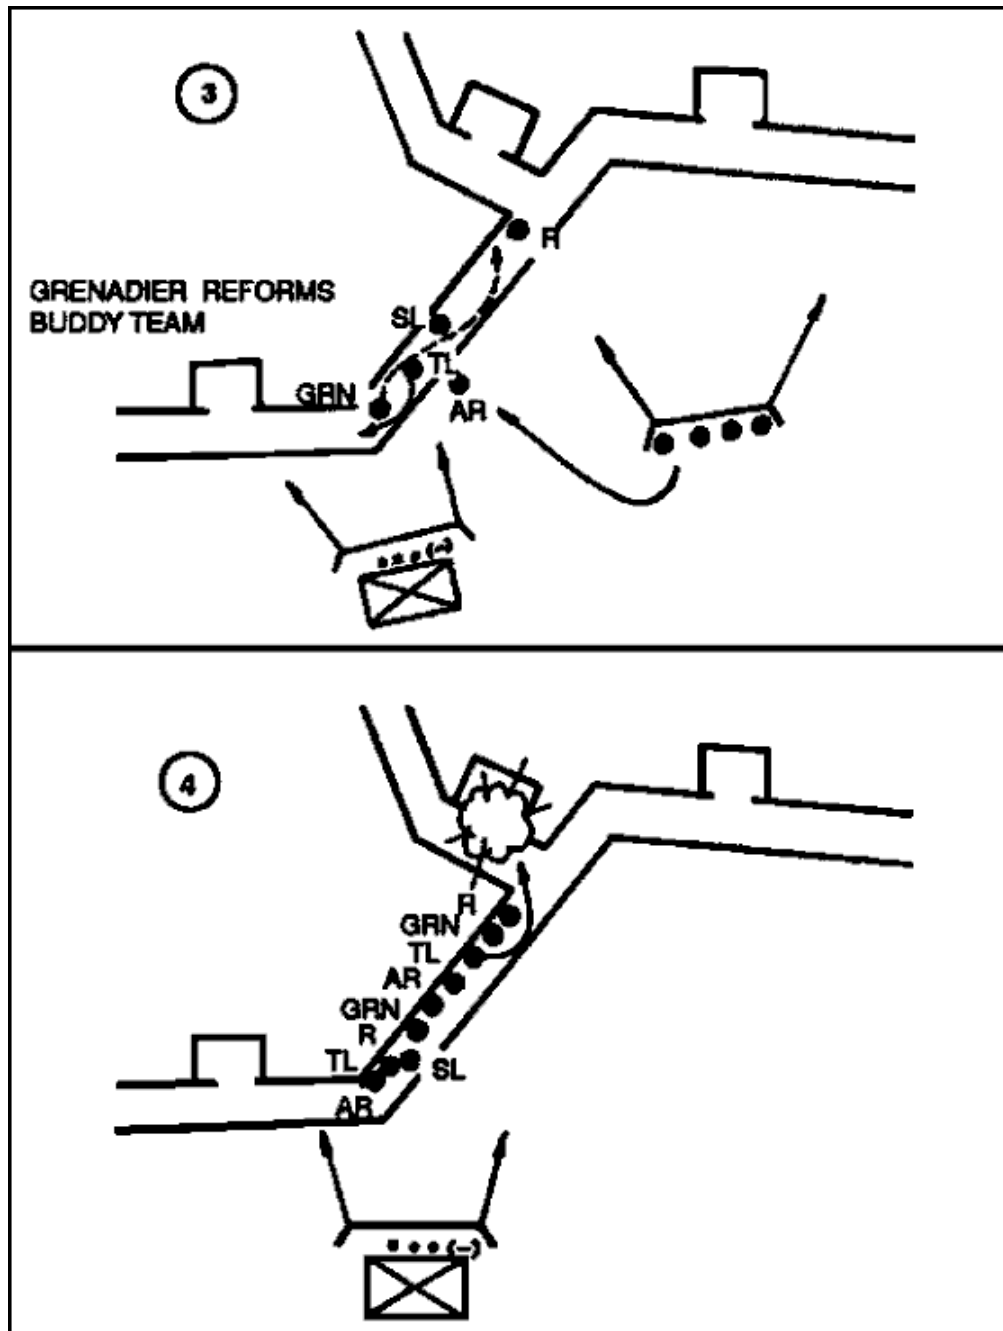 3
R
GRENADIER REFORMS
BUDDY TEAM
SL
TL
GRN
AR
(-)
4
R
GRN
TL
AR
GRN
R
TL
SL
AR
(-)